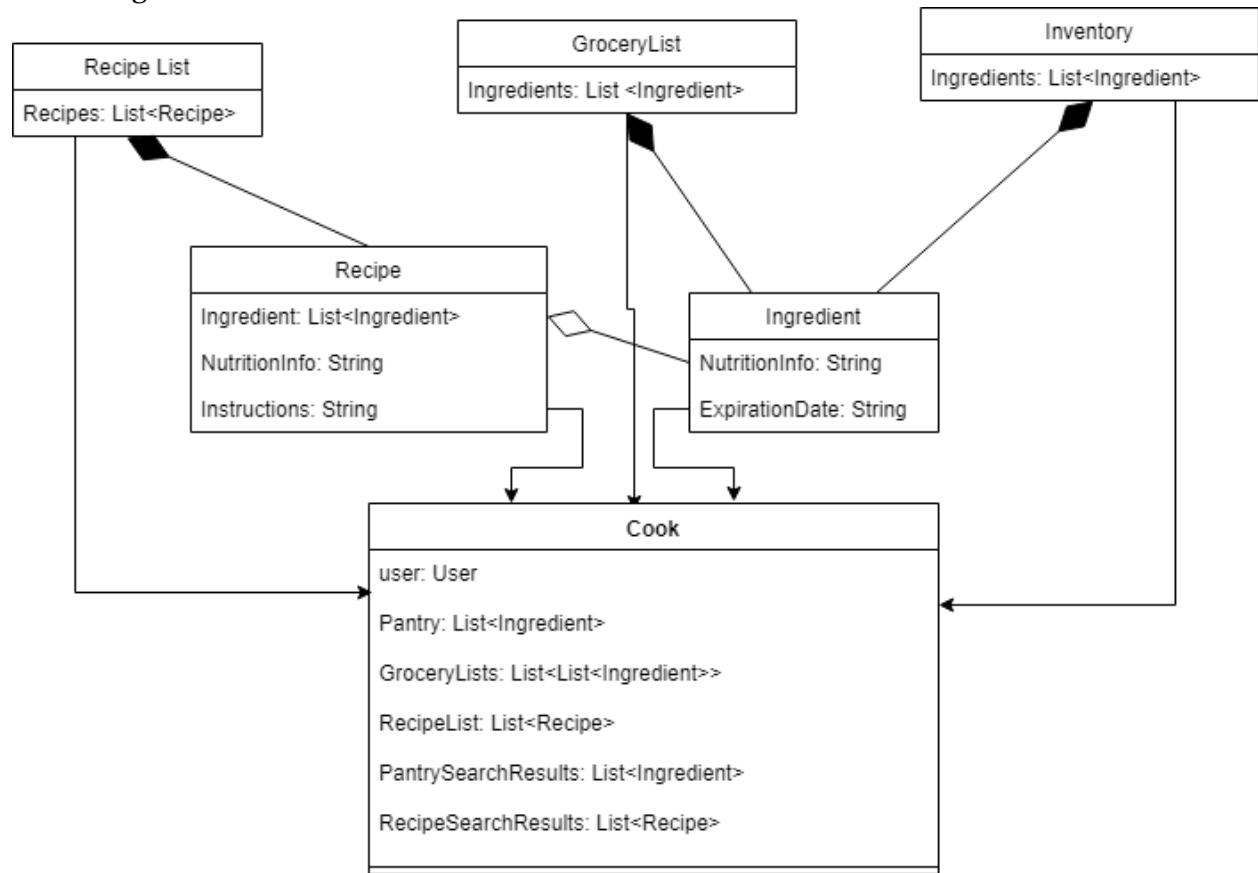 Recipe List
Recipes: List<Recipe>
GroceryList
Ingredients: List <Ingredient>
Inventory
Ingredients: List<Ingredient>
Recipe
Ingredient: List<Ingredient>
NutritionInfo: String
Instructions: String
Ingredient
NutritionInfo: String
ExpirationDate: String
Cook
user: User
Pantry: List<Ingredient>
GroceryLists: List<List<Ingredient>>
RecipeList: List<Recipe>
PantrySearchResults: List<Ingredient>
RecipeSearchResults: List<Recipe>